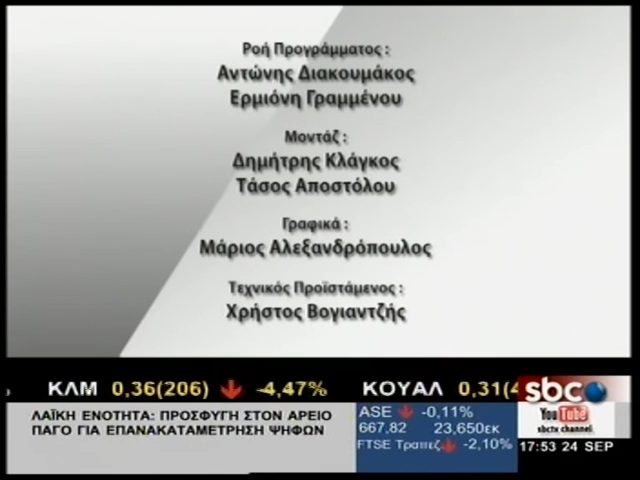 Ροή Προγράμματος :
Αντώνης Διακουμάκος
Ερμιόνη Γραμμένου
Μοντάζ :
Δημήτρης Κλάγκος
Τάσος Αποστόλου
Γραφικά :
Μάριος Αλεξανδρόπουλος
Τεχνικός Προϊστάμενος :
Χρήστος Βογιαντζής
ΚΛΜ 0,36(206) -4,47% ΚΟΥΑΛ 0,31(4
sbc
ΛΑΪΚΗ ΕΝΟΤΗΤΑ: ΠΡΟΣΦΥΓΗ ΣΤΟΝ ΑΡΕΙΟ
ΠΑΓΟ ΓΙΑ ΕΠΑΝΑΚΑΤΑΜΕΤΡΗΣΗ ΨΗΦΩΝ
ASE -0,11%
667,82 23,650εκ
FTSE Τραπεζ -2,10%
YouTube
sbctv channel
17:53 24 SEP